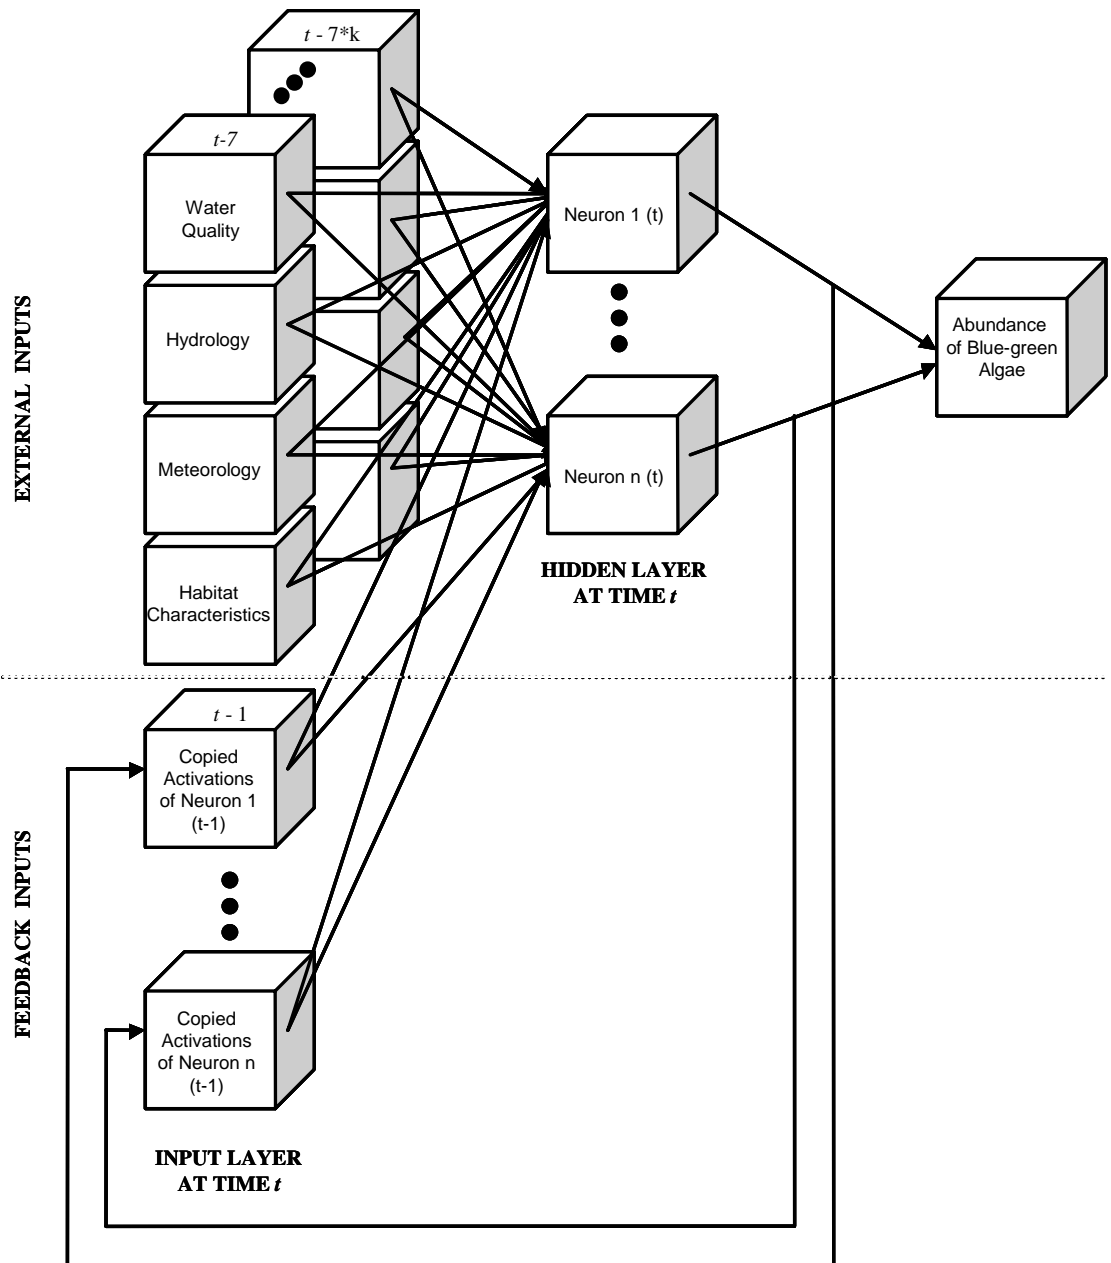 t - 7*k
t-7
Water
Quality
Hydrology
Meteorology
Habitat
Characteristics
EXTERNAL INPUTS
Neuron 1 (t)
Neuron n (t)
HIDDEN LAYER
AT TIME t
Abundance
of Blue-green
Algae
t - 1
Copied
Activations
of Neuron 1
(t-1)
Copied
Activations
of Neuron n
(t-1)
FEEDBACK INPUTS
INPUT LAYER
AT TIME t